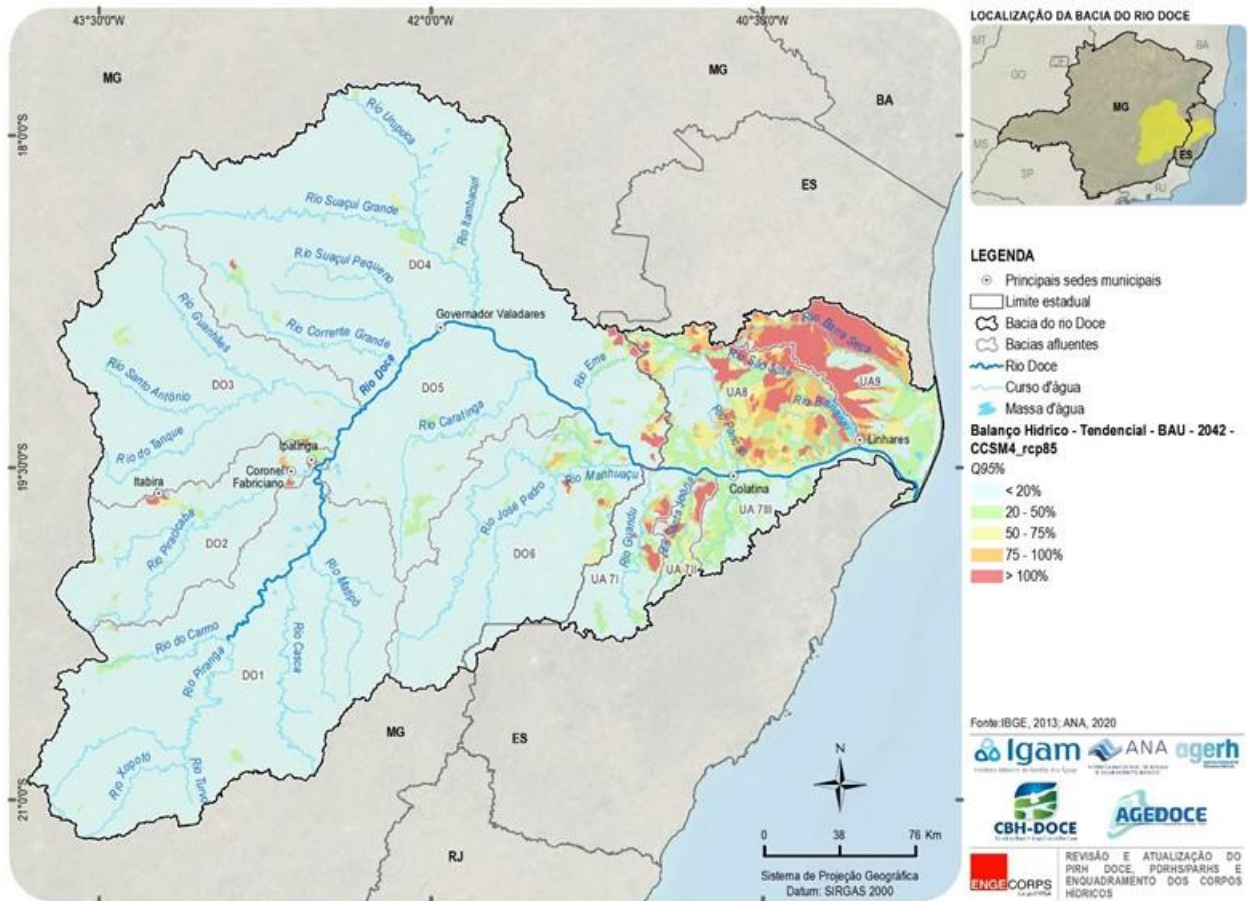 43°30'0"W
42°0'0"W
40°30'0"W
18°0'0"S
19°30'0"S
21°0'0"S
MG
MG
BA
ES
Rio Urupuca
Rio Suaçuí Grande
Rio Itambacuri
DO4
Rio Suaçuí Pequeno
Rio Corrente Grande
Governador Valadares
Rio Guanhães
Rio Santo Antônio
DO3
Rio do Tanque
Rio Doce
DO5
Rio Eme
Rio Caratinga
Rio Barra Seca
Rio São José
UA8
UA9
Rio Pancas
Linhares
Ipatinga
Coronel
Fabriciano
Itabira
Rio Piracicaba
DO2
Rio Manhuaçu
Rio José Pedro
DO6
Colatina
Rio Guandu
UA 7I
UA 7II
UA 7III
Rio Matipó
Rio Casca
Rio do Carmo
Rio Piranga
DO1
Rio Xopotó
Rio Turvo
MG
ES
RJ
N
0 38 76 Km
Sistema de Projeção Geográfica
Datum: SIRGAS 2000
LOCALIZAÇÃO DA BACIA DO RIO DOCE
MT
GO
DF
BA
MG
MS
ES
SP
RJ
LEGENDA
Principais sedes municipais
Limite estadual
Bacia do rio Doce
Bacias afluentes
Rio Doce
Curso d'água
Massa d'água
Balanço Hídrico - Tendencial - BAU - 2042 -
CCSM4_rcp85
Q95%
< 20%
20 - 50%
50 - 75%
75 - 100%
> 100%
Fonte:IBGE, 2013; ANA, 2020
Igam
ANA
agerh
CBH-DOCE
AGEDOCE
ENGECORPS
REVISÃO E ATUALIZAÇÃO DO
PIRH DOCE, PDRHS/PARHS E
ENQUADRAMENTO DOS CORPOS
HÍDRICOS